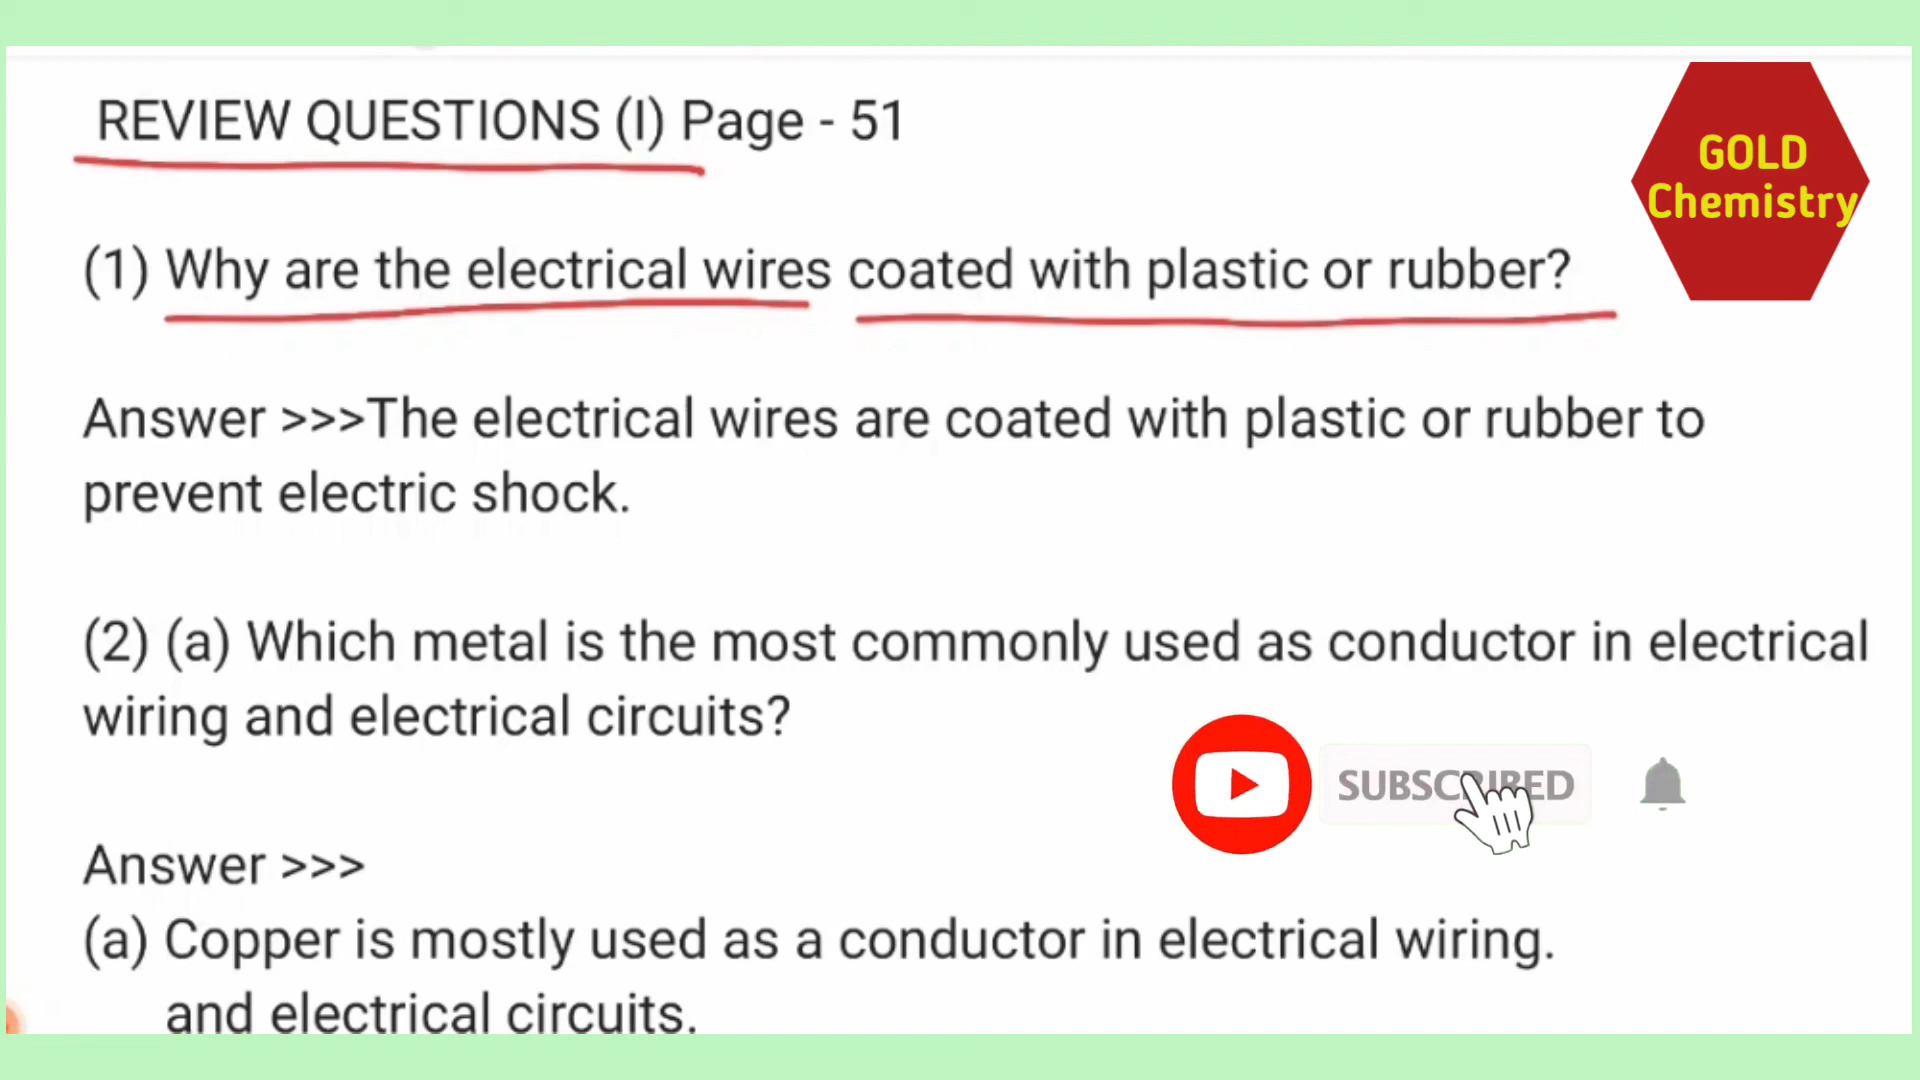 REVIEW QUESTIONS (I) Page - 51
GOLD
Chemistry
(1) Why are the electrical wires coated with plastic or rubber?
Answer >>>The electrical wires are coated with plastic or rubber to
prevent electric shock.
(2) (a) Which metal is the most commonly used as conductor in electrical
wiring and electrical circuits?
SUBSCRIBED
Answer >>>
(a) Copper is mostly used as a conductor in electrical wiring.
and electrical circuits.